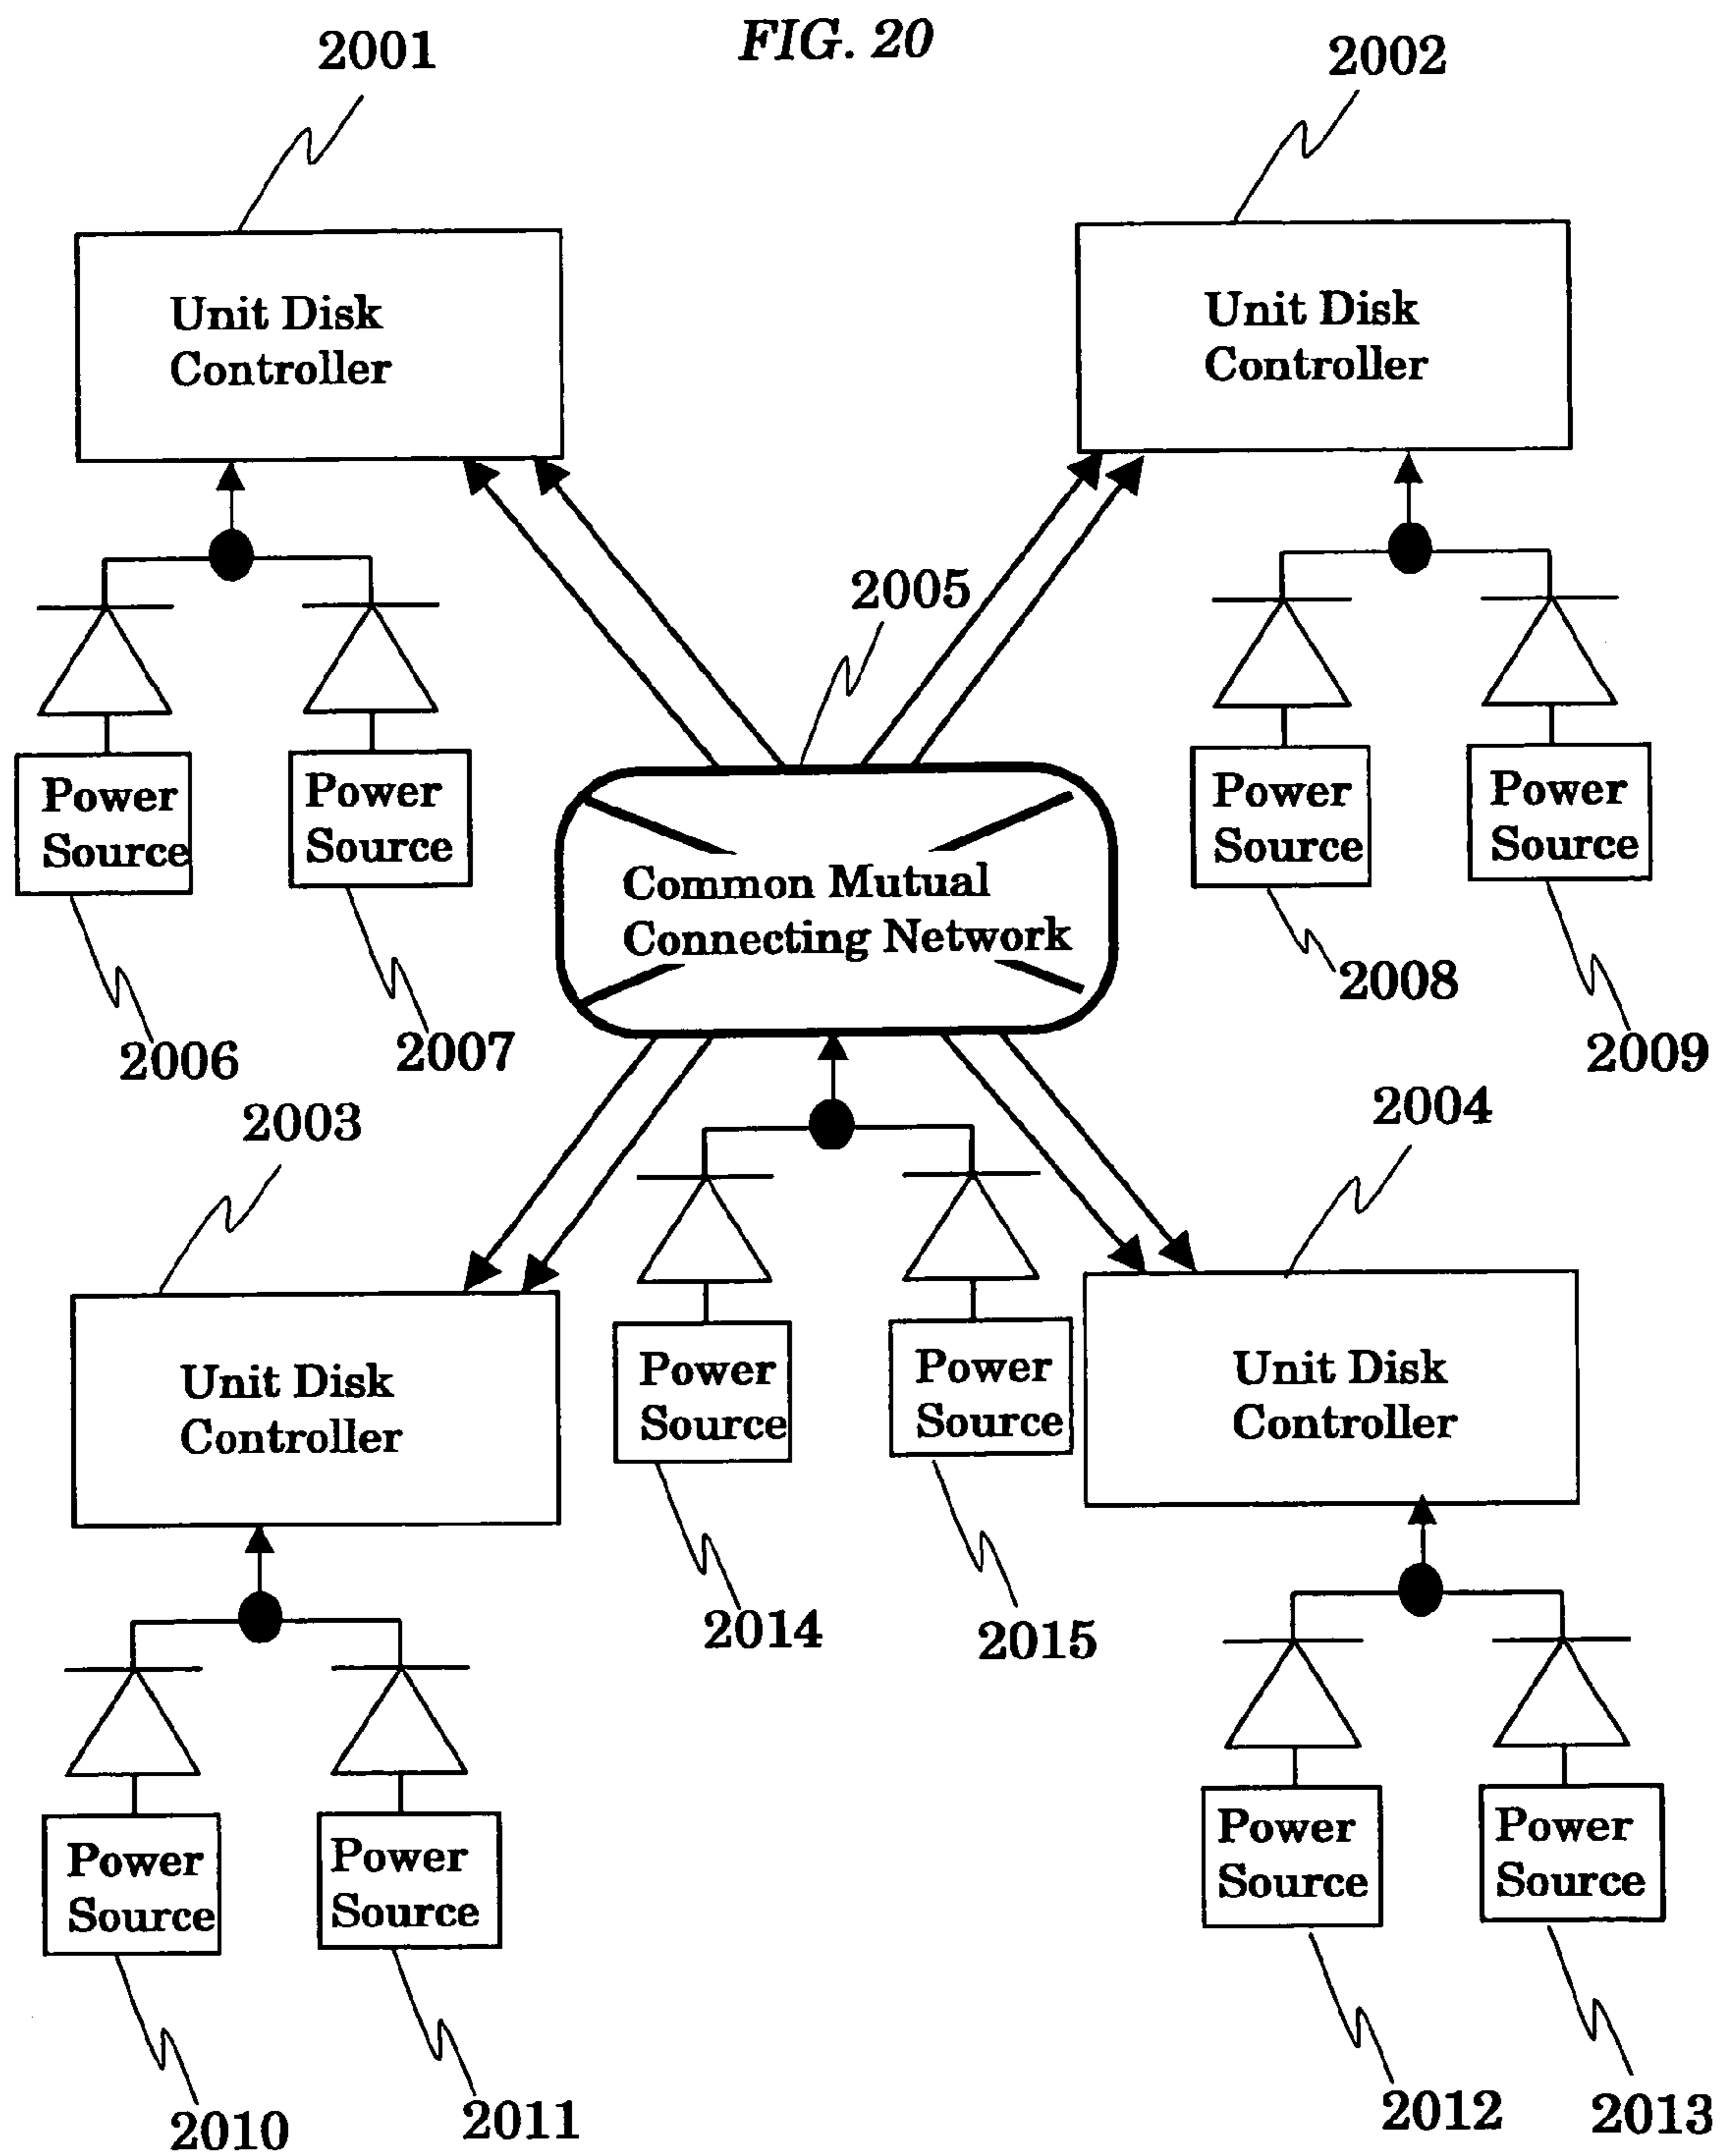 FIG. 20
2001
2002
Unit Disk
Controller
Unit Disk
Controller
2005
Power
Source
Power
Source
Power
Source
Power
Source
Common Mutual
Connecting Network
2006
2007
2008
2009
2003
2004
Unit Disk
Controller
Power
Source
Power
Source
Unit Disk
Controller
2014
2015
Power
Source
Power
Source
Power
Source
Power
Source
2010
2011
2012
2013